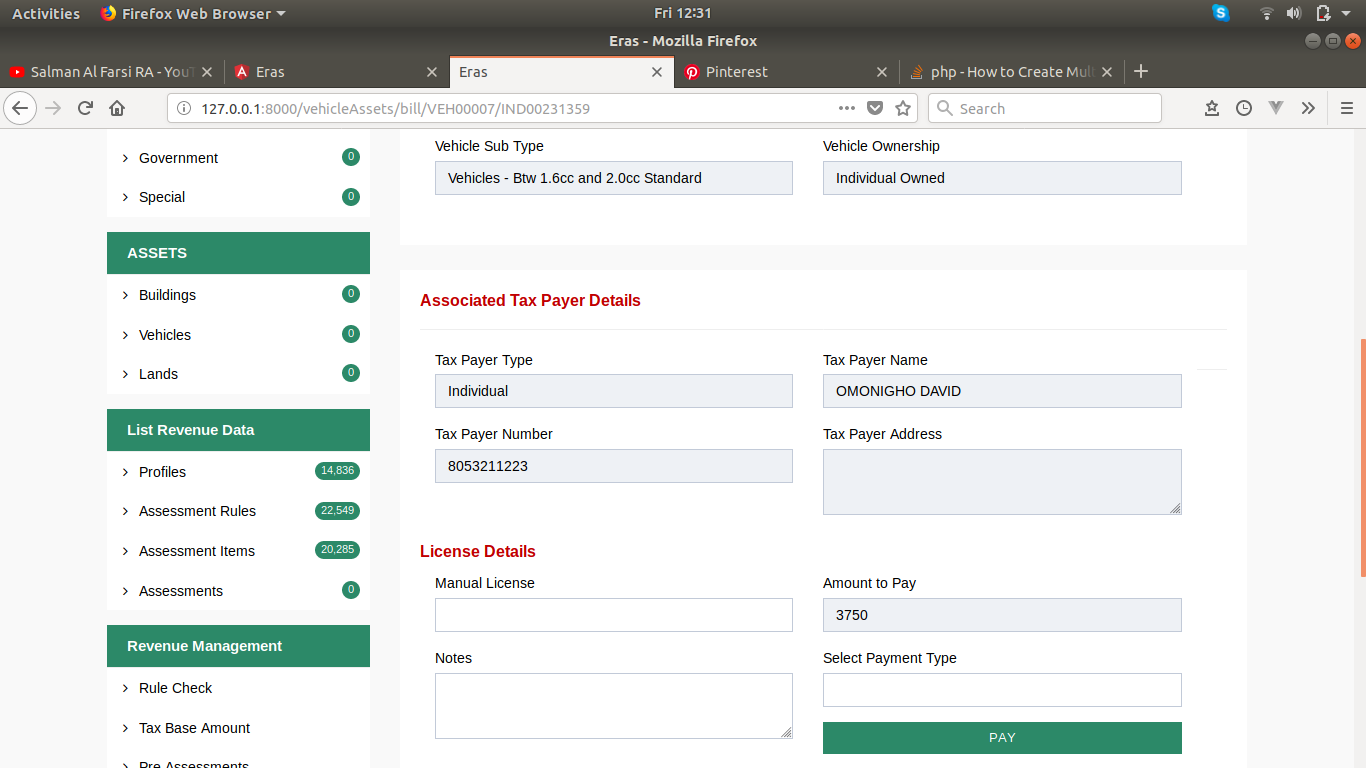 Activities Firefox Web Browser Fri 12:31
Eras - Mozilla Firefox
Salman Al Farsi RA - YouT Eras Eras Pinterest php - How to Create Mul
127.0.0.1:8000/vehicleAssets/bill/VEH00007/IND00231359 Search
Government 0
Special 0
ASSETS
Buildings 0
Vehicles 0
Lands 0
List Revenue Data
Profiles 14,836
Assessment Rules 22,549
Assessment Items 20,285
Assessments 0
Revenue Management
Rule Check
Tax Base Amount
Pre Assessments
Vehicle Sub Type Vehicle Ownership
Vehicles - Btw 1.6cc and 2.0cc Standard Individual Owned
Associated Tax Payer Details
Tax Payer Type Tax Payer Name
Individual OMONIGHO DAVID
Tax Payer Number Tax Payer Address
8053211223
License Details
Manual License Amount to Pay
3750
Notes Select Payment Type
PAY